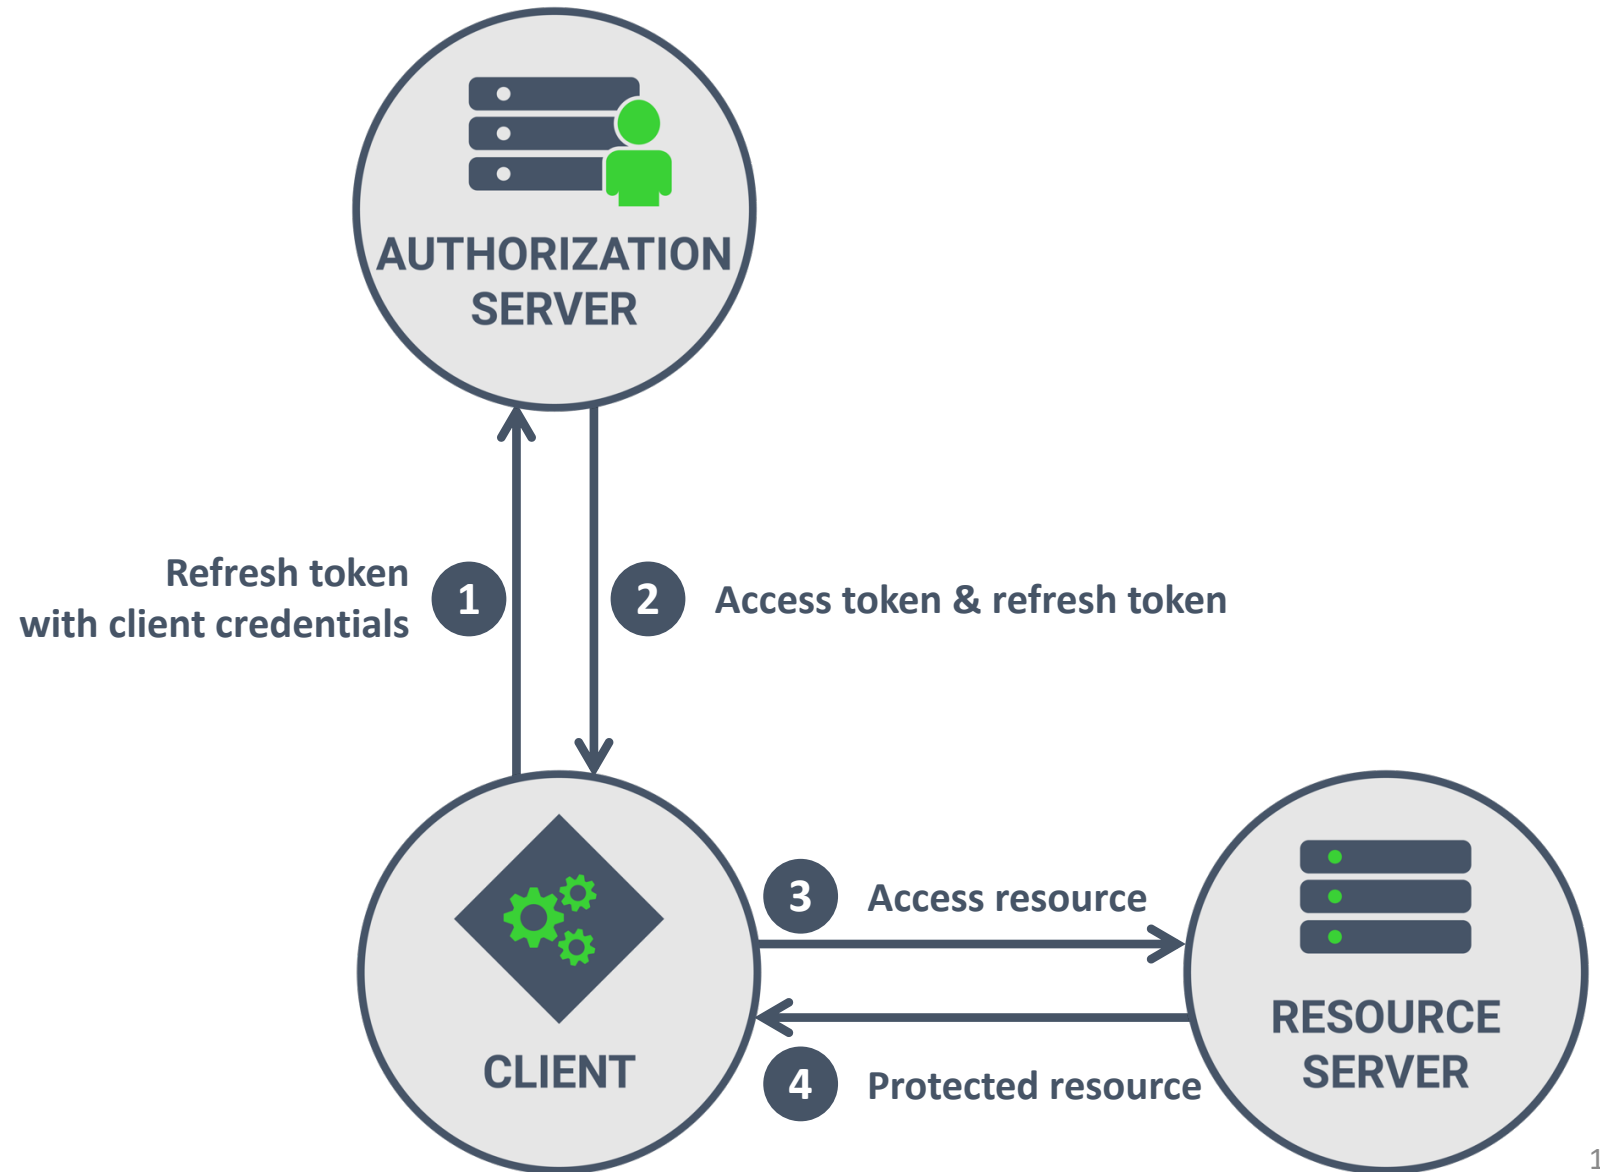 AUTHORIZATION
SERVER
Refresh token
with client credentials
1
2
Access token & refresh token
3
Access resource
CLIENT
4
Protected resource
RESOURCE
SERVER
1